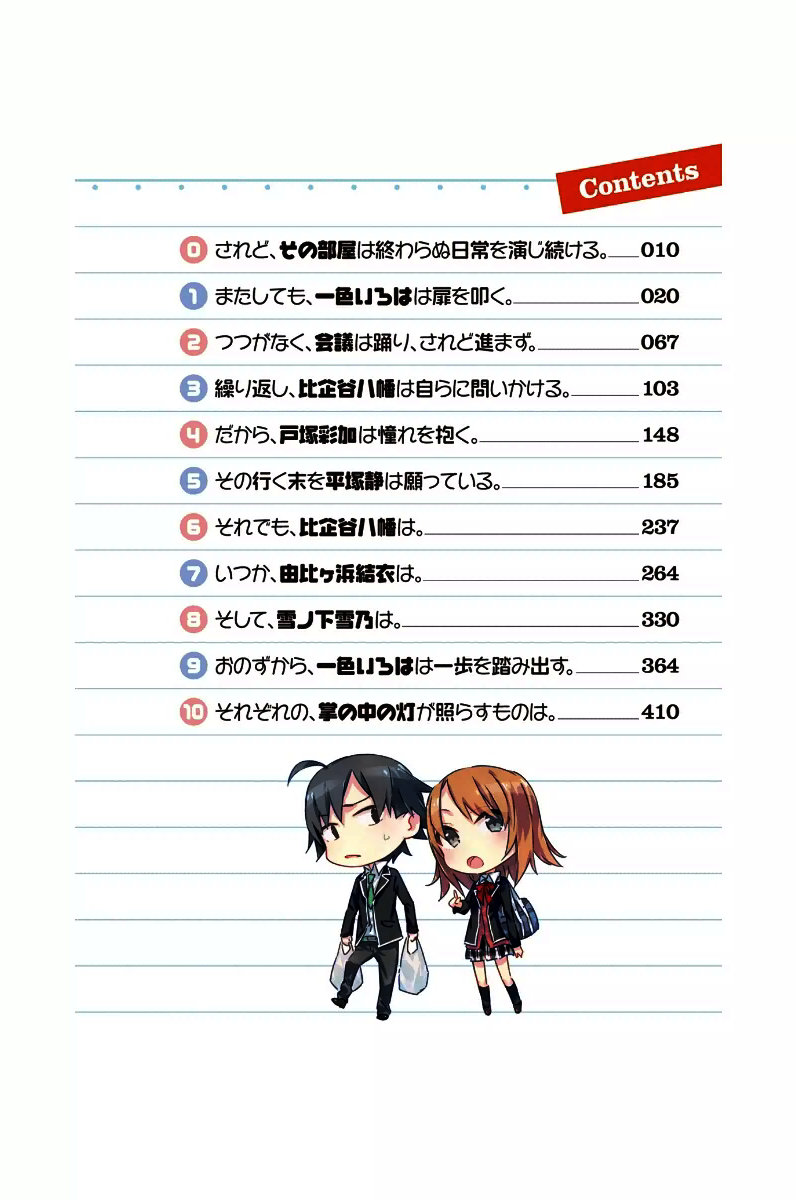 Contents
0 されど、その部屋は終わらぬ日常を演じ続ける。 010
1 またしても、一色いろはは扉を叩く。 020
2 つつがなく、会議は踊り、されど進まず。 067
3 繰り返し、比企谷八幡は自らに問いかける。 103
4 だから、戸塚彩加は憧れを抱く。 148
5 その行く末を平塚静は願っている。 185
6 それでも、比企谷八幡は。 237
7 いつか、由比ヶ浜結衣は。 264
8 そして、雪ノ下雪乃は。 330
9 おのずから、一色いろはは一歩を踏み出す。 364
10 それぞれの、掌の中の灯が照らすものは。 410